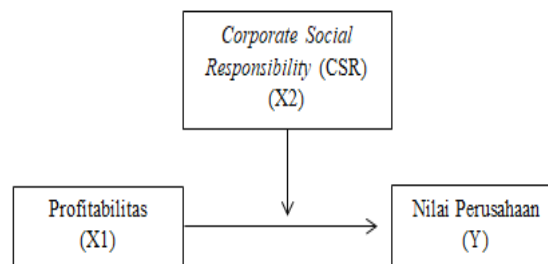 Corporate Social
Responsibility (CSR)
(X2)
Profitabilitas
(X1)
Nilai Perusahaan
(Y)